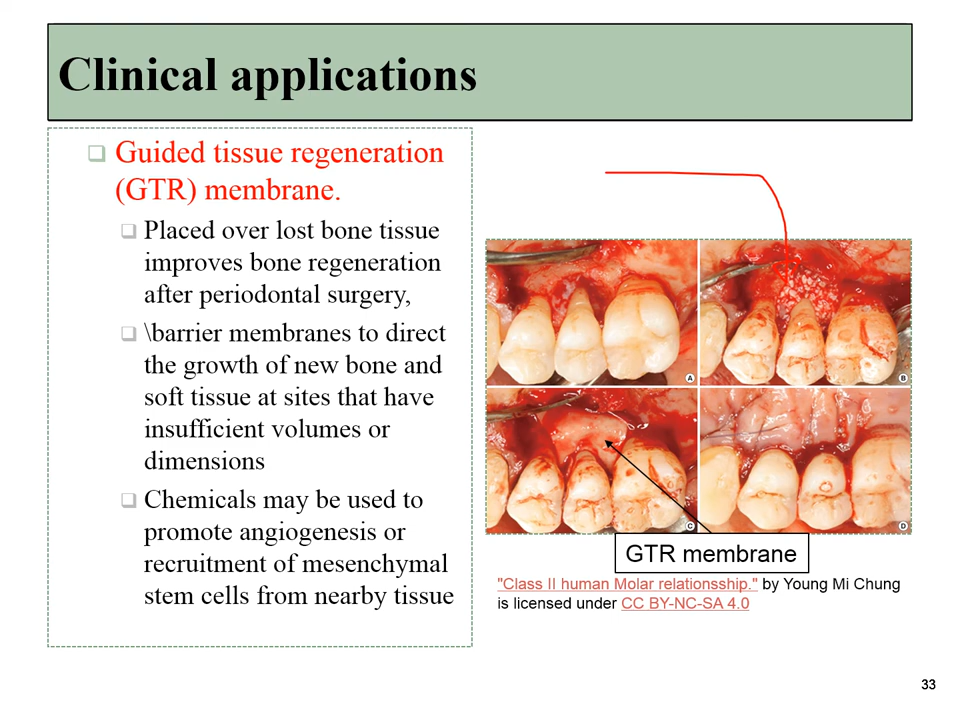 Clinical applications
Guided tissue regeneration
(GTR) membrane.
Placed over lost bone tissue
improves bone regeneration
after periodontal surgery,
\barrier membranes to direct
the growth of new bone and
soft tissue at sites that have
insufficient volumes or
dimensions
Chemicals may be used to
promote angiogenesis or
recruitment of mesenchymal
stem cells from nearby tissue
A
B
C
D
GTR membrane
"Class II human Molar relationsship." by Young Mi Chung
is licensed under CC BY-NC-SA 4.0
33